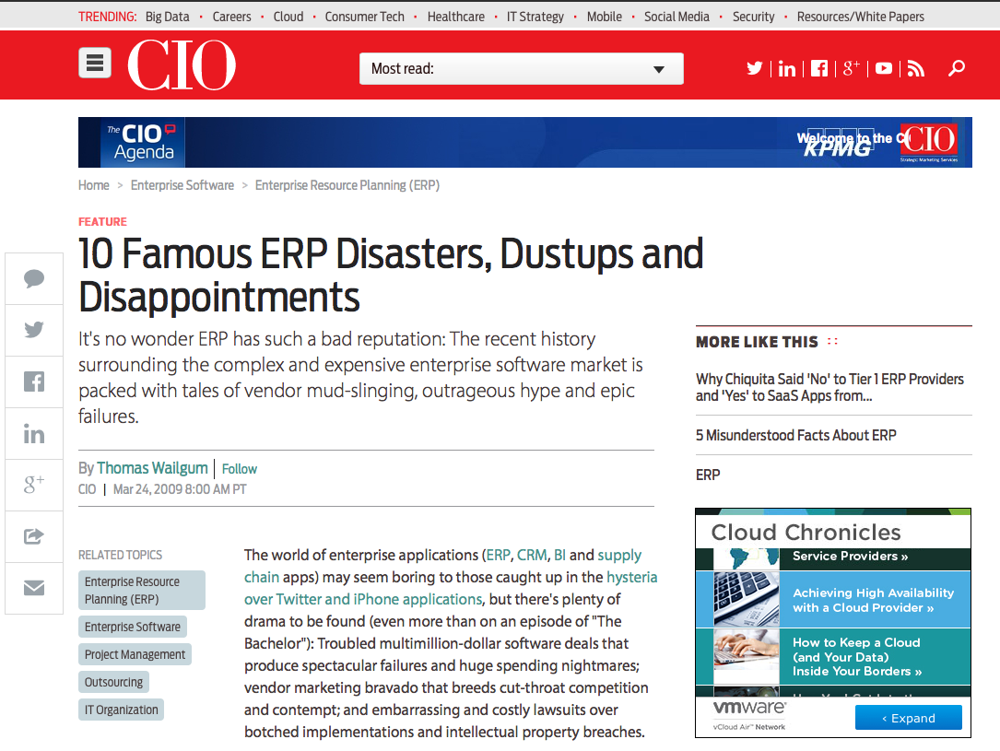 TRENDING: Big Data • Careers • Cloud • Consumer Tech • Healthcare • IT Strategy • Mobile • Social Media • Security • Resources/White Papers
CIO
Most read:
in
g+
The CIO Agenda
Welcome to the CI
KPMG
CIO
Strategic Marketing Services
Home > Enterprise Software > Enterprise Resource Planning (ERP)
FEATURE
10 Famous ERP Disasters, Dustups and
Disappointments
It's no wonder ERP has such a bad reputation: The recent history
surrounding the complex and expensive enterprise software market is
packed with tales of vendor mud-slinging, outrageous hype and epic
failures.
By Thomas Wailgum | Follow
CIO | Mar 24, 2009 8:00 AM PT
in
g+
RELATED TOPICS
Enterprise Resource
Planning (ERP)
Enterprise Software
Project Management
Outsourcing
IT Organization
The world of enterprise applications (ERP, CRM, BI and supply
chain apps) may seem boring to those caught up in the hysteria
over Twitter and iPhone applications, but there's plenty of
drama to be found (even more than on an episode of "The
Bachelor"): Troubled multimillion-dollar software deals that
produce spectacular failures and huge spending nightmares;
vendor marketing bravado that breeds cut-throat competition
and contempt; and embarrassing and costly lawsuits over
botched implementations and intellectual property breaches.
MORE LIKE THIS ::
Why Chiquita Said 'No' to Tier 1 ERP Providers
and 'Yes' to SaaS Apps from...
5 Misunderstood Facts About ERP
ERP
Cloud Chronicles
Service Providers »
Achieving High Availability
with a Cloud Provider »
How to Keep a Cloud
(and Your Data)
Inside Your Borders »
vmware®
vCloud Air™ Network
‹ Expand